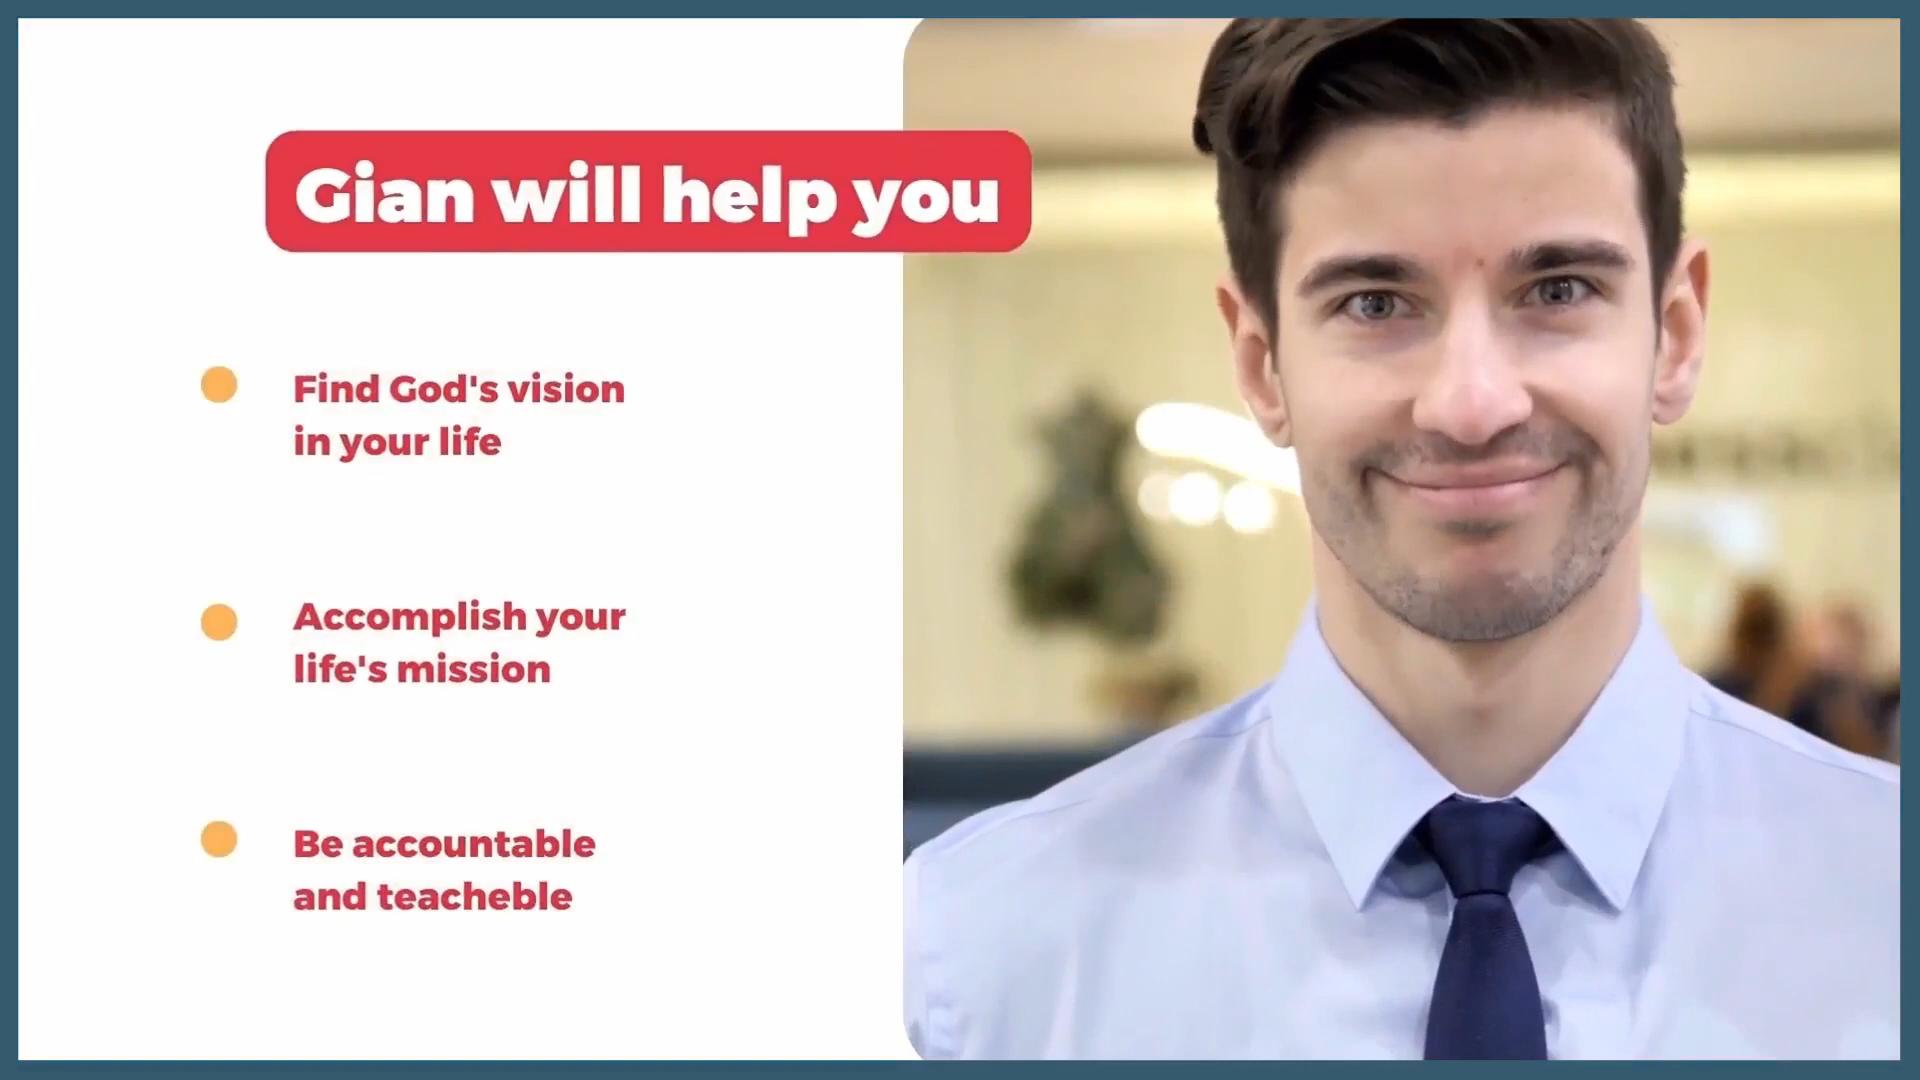 Gian will help you
Find God's vision
in your life
Accomplish your
life's mission
Be accountable
and teacheble